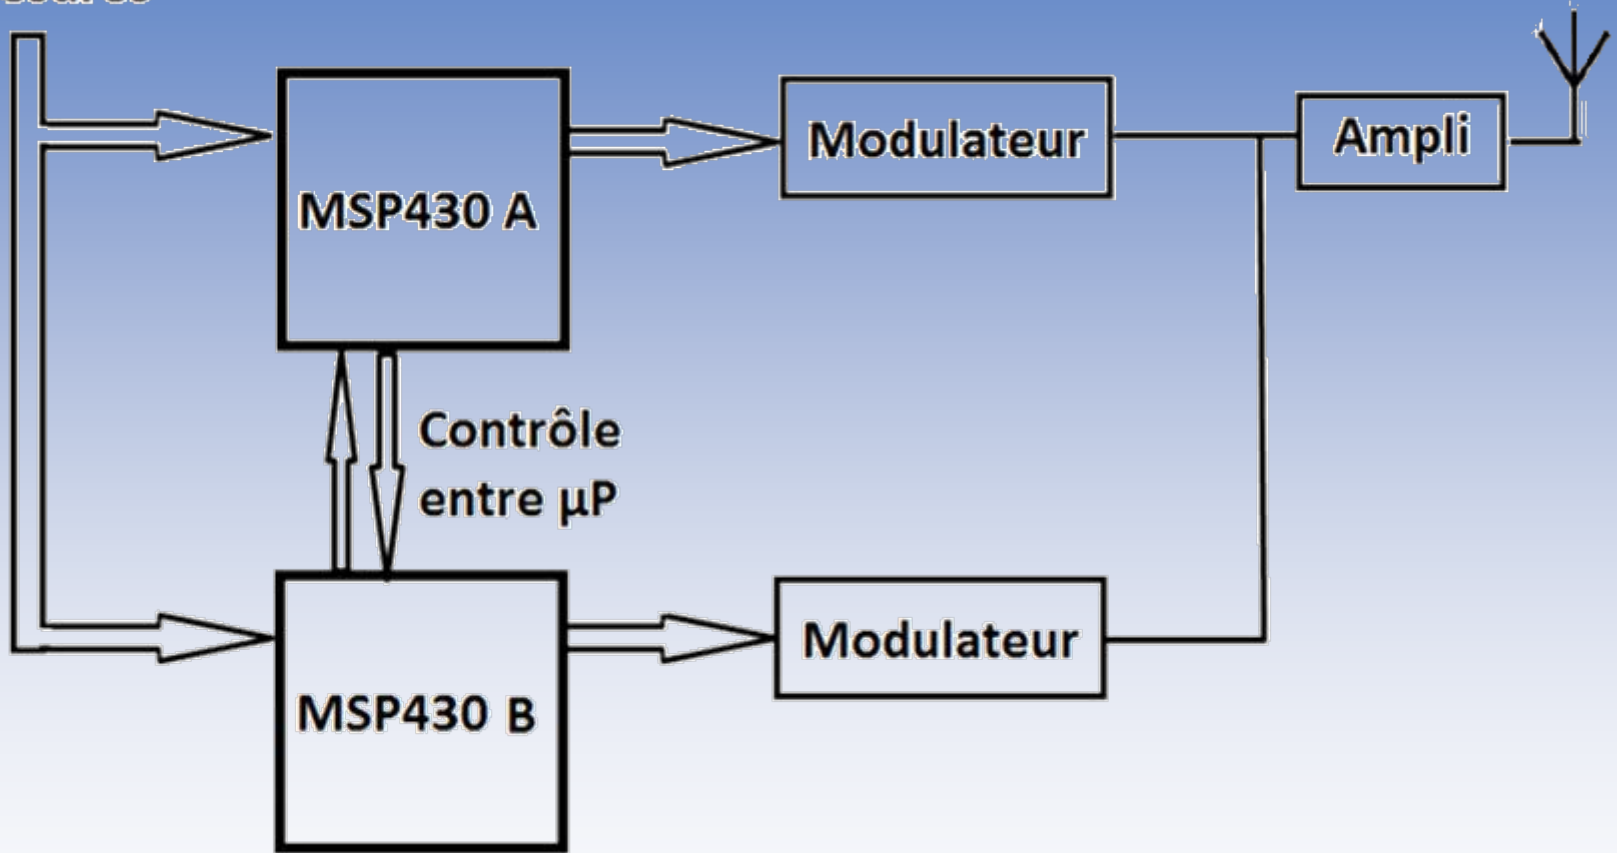 MSP430 A
Modulateur
Ampli
Contrôle
entre µP
MSP430 B
Modulateur